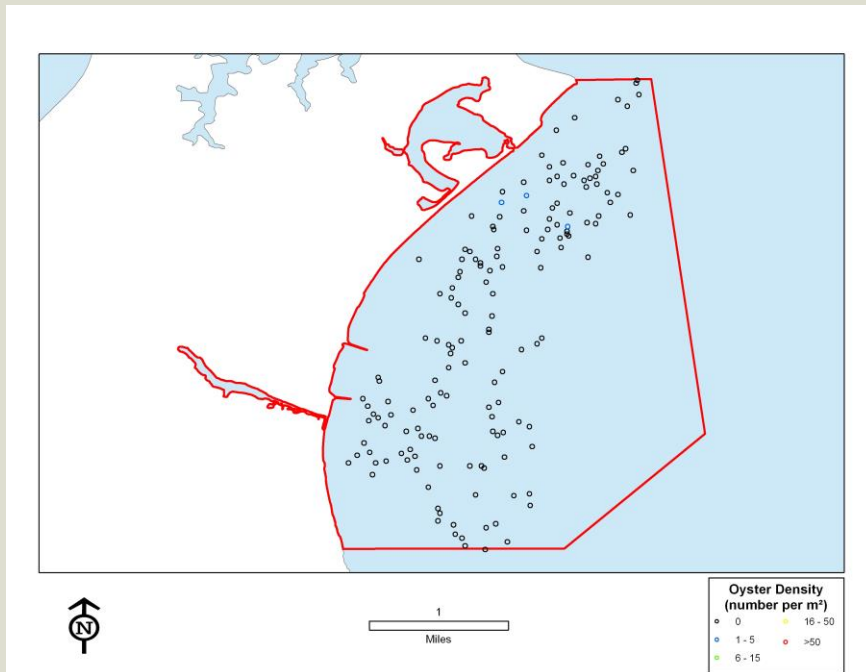 N
1
Miles
Oyster Density
(number per m²)
0 16 - 50
1 - 5 >50
6 - 15